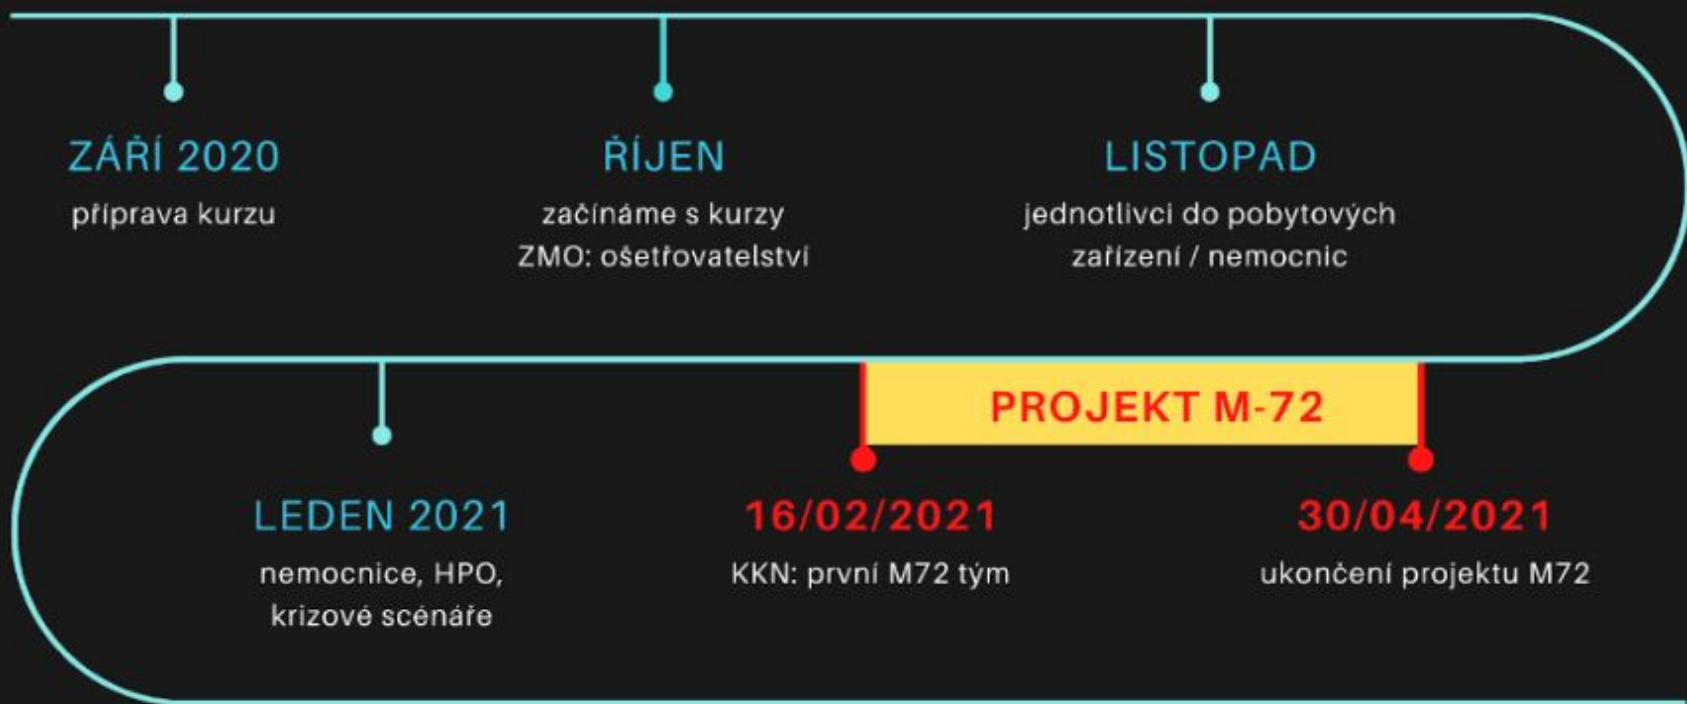 ZÁŘÍ 2020
příprava kurzu
ŘÍJEN
začínáme s kurzy
ZMO: ošetřovatelství
LISTOPAD
jednotlivci do pobytových
zařízení / nemocnic
LEDEN 2021
nemocnice, HPO,
krizové scénáře
PROJEKT M-72
16/02/2021
KKN: první M72 tým
30/04/2021
ukončení projektu M72